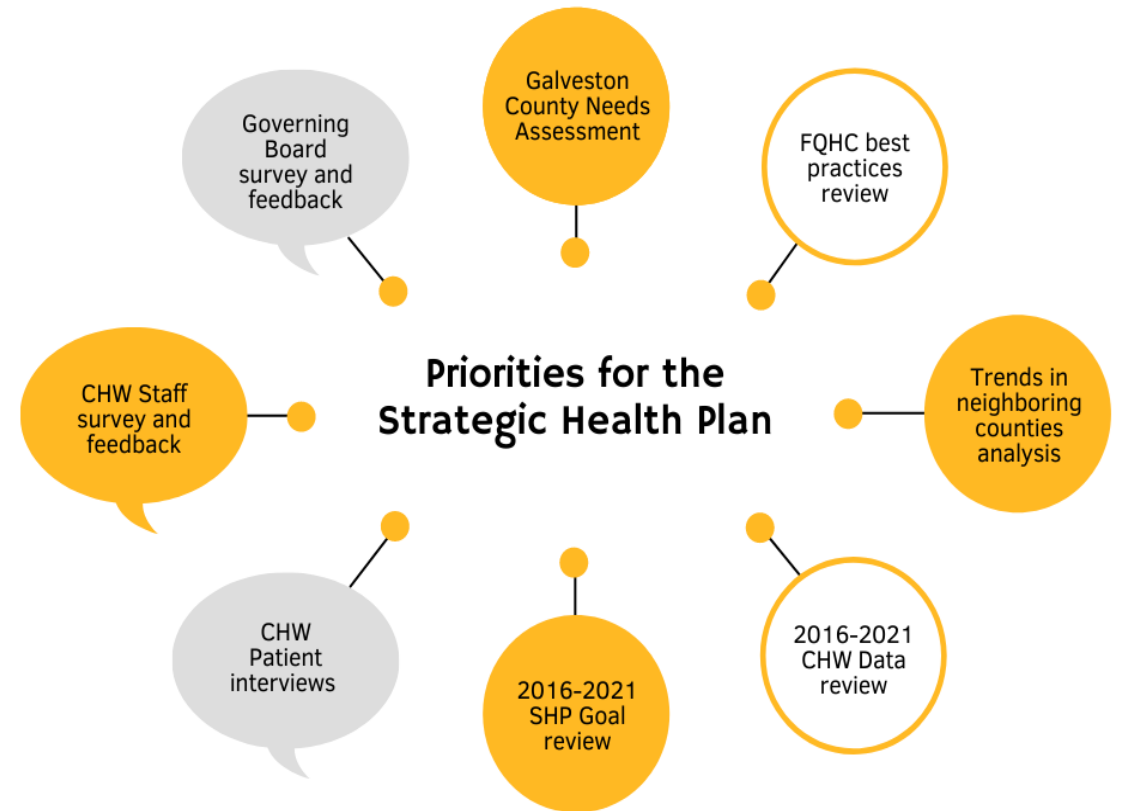 Galveston
County Needs
Assessment
Governing
Board
survey and
feedback
FQHC best
practices
review
Priorities for the
Strategic Health Plan
CHW Staff
survey and
feedback
Trends in
neighboring
counties
analysis
CHW
Patient
interviews
2016-2021
SHP Goal
review
2016-2021
CHW Data
review